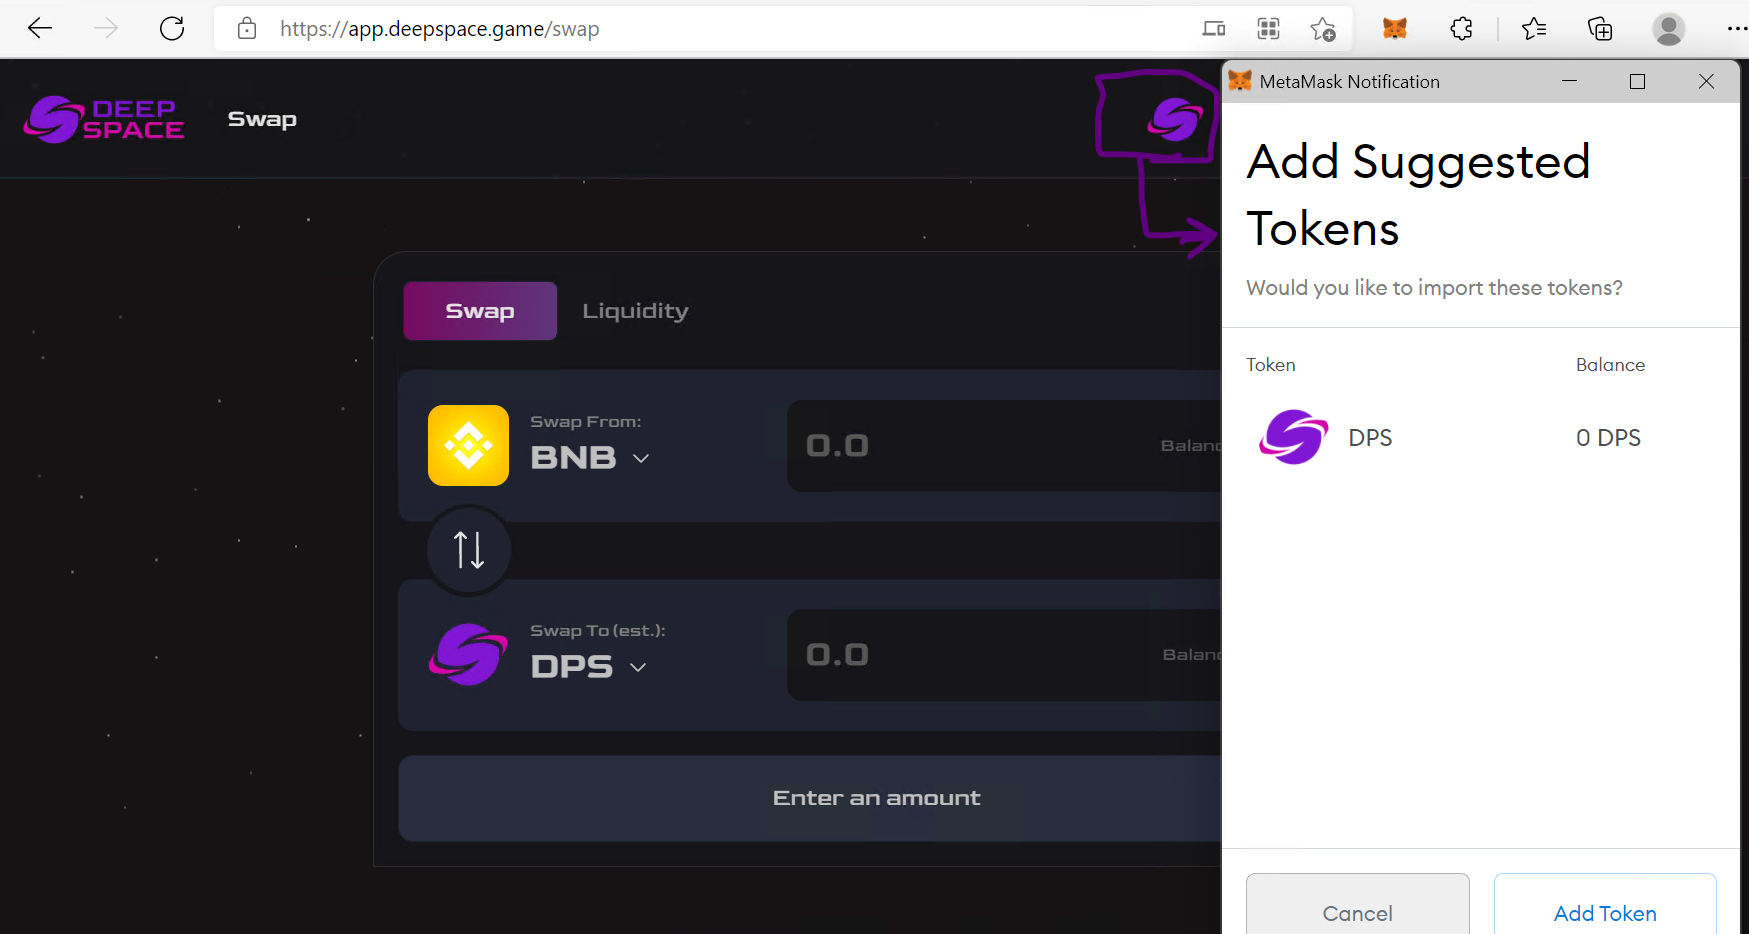 https://app.deepspace.game/swap
MetaMask Notification
DEEP
SPACE
Swap
Add Suggested
Tokens
Would you like to import these tokens?
Swap
Liquidity
Token
Balance
Swap From:
BNB
0.0
Balanc
DPS
0 DPS
Swap To (est.):
DPS
0.0
Balanc
Enter an amount
Cancel
Add Token